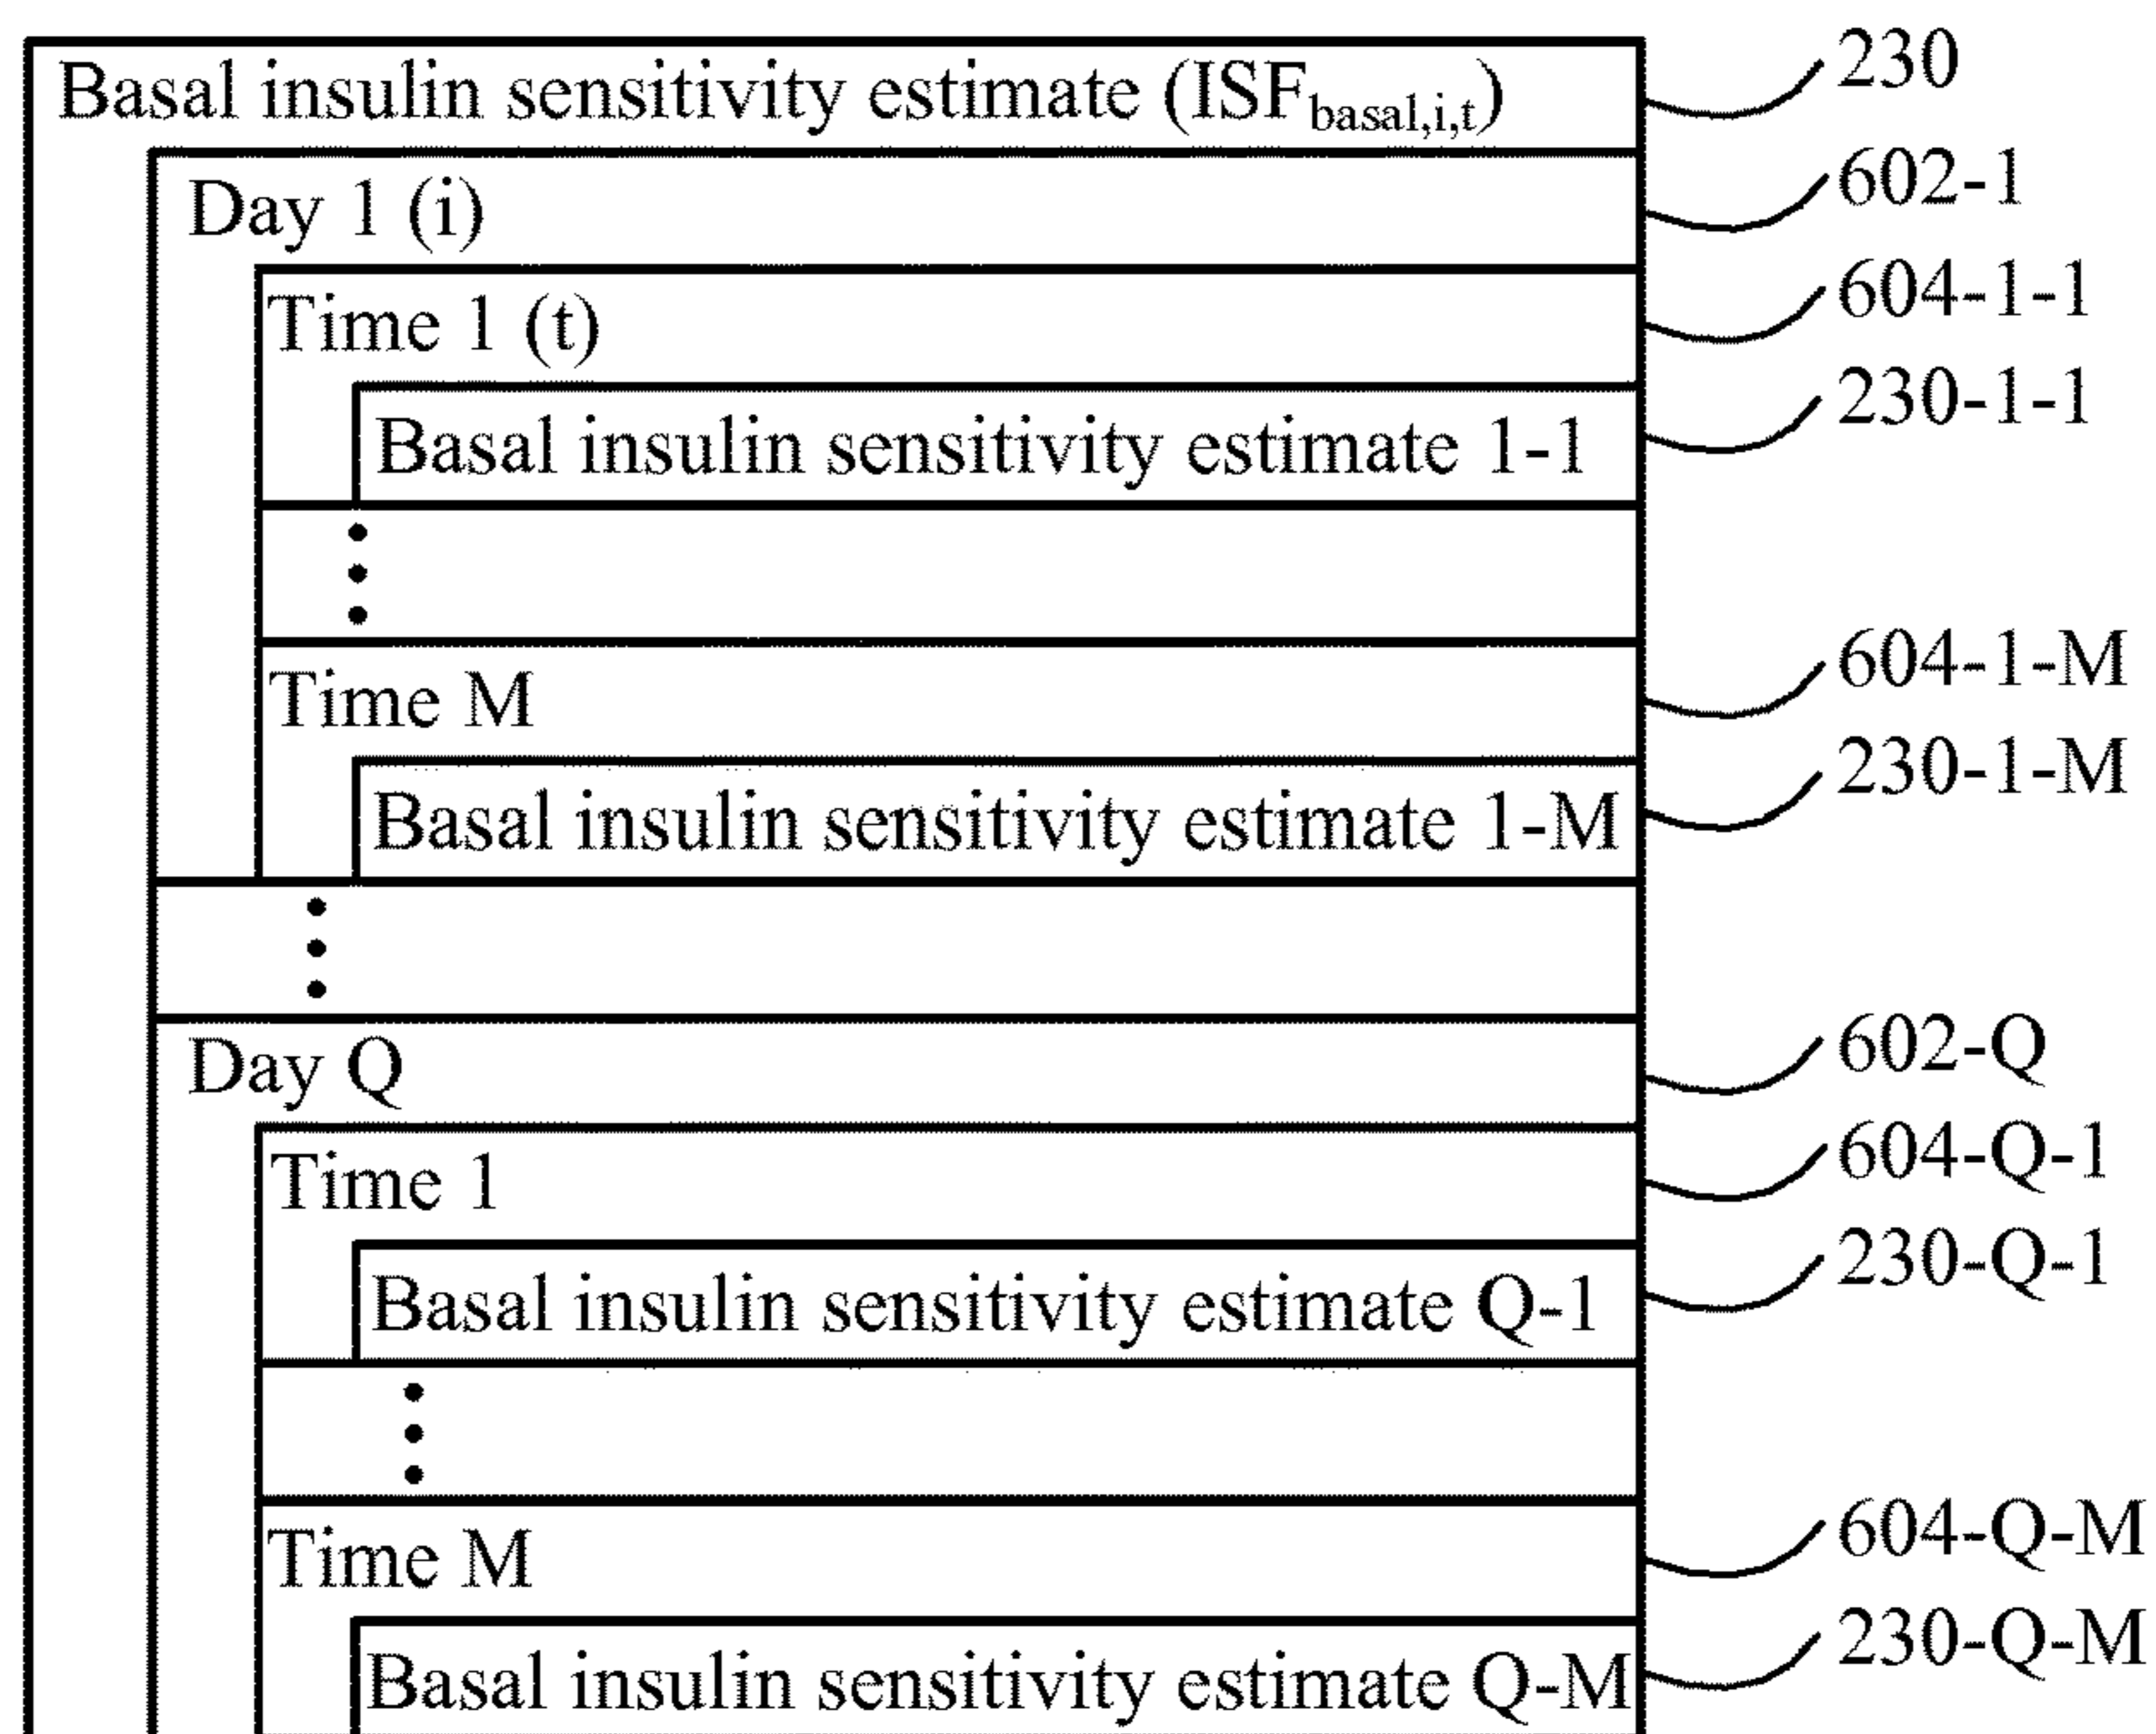 Basal insulin sensitivity estimate (ISFbasal,i,t) 230
Day 1 (i) 602-1
Time 1 (t) 604-1-1
Basal insulin sensitivity estimate 1-1 230-1-1
Time M 604-1-M
Basal insulin sensitivity estimate 1-M 230-1-M
Day Q 602-Q
Time 1 604-Q-1
Basal insulin sensitivity estimate Q-1 230-Q-1
Time M 604-Q-M
Basal insulin sensitivity estimate Q-M 230-Q-M